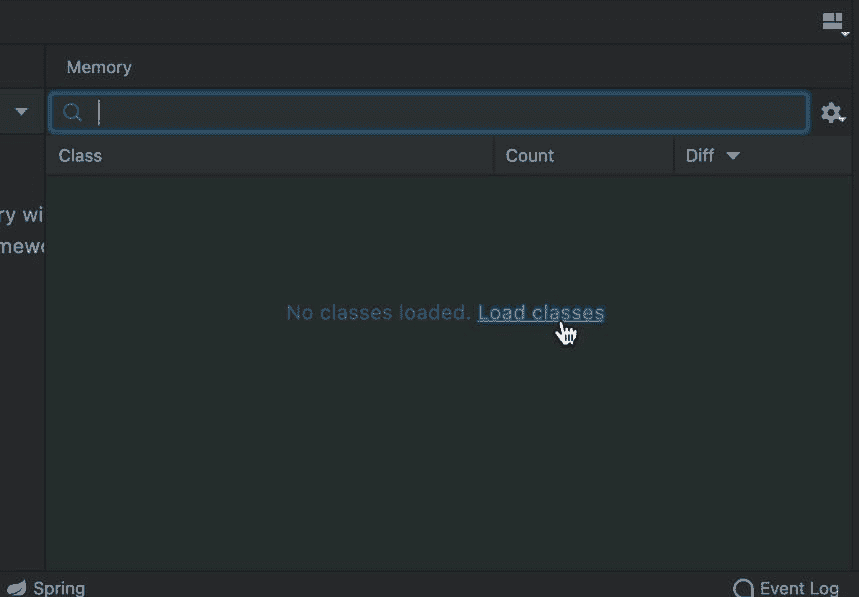 Memory
Class Count Diff
ry wi
mewo
No classes loaded. Load classes
Spring Event Log